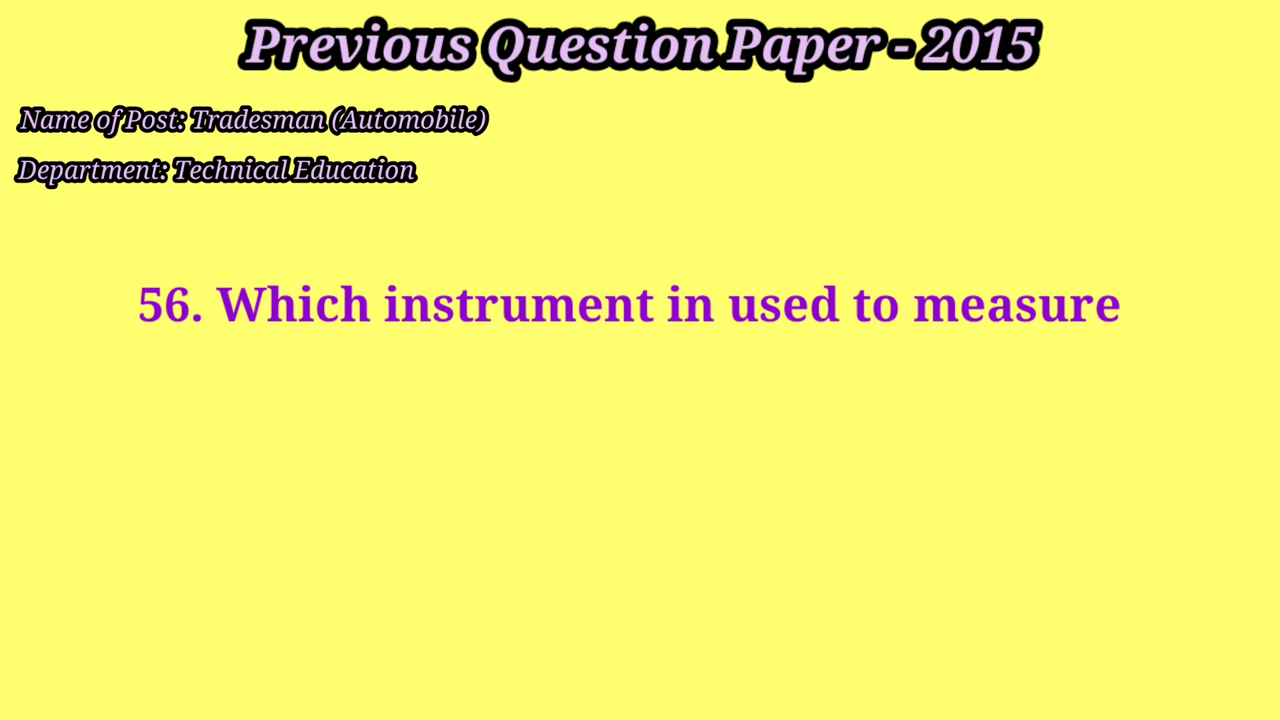 Previous Question Paper - 2015
Name of Post: Tradesman (Automobile)
Department: Technical Education
56. Which instrument in used to measure